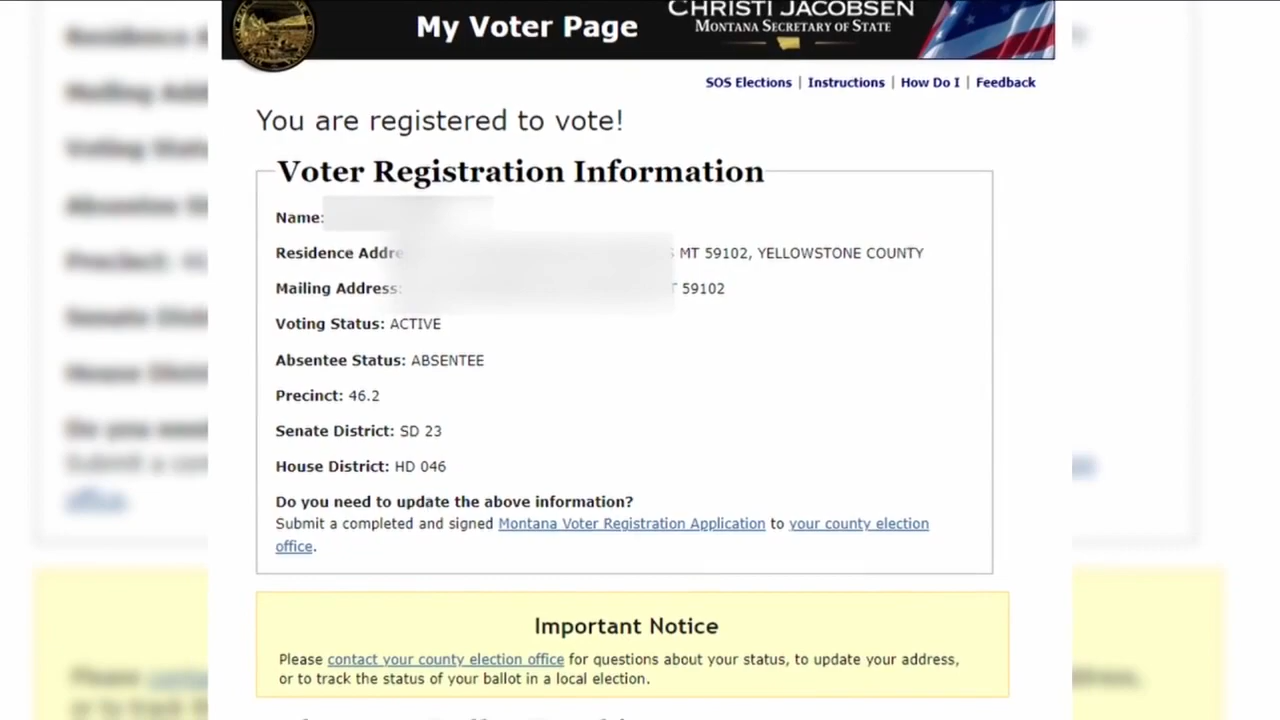 My Voter Page
CHRISTI JACOBSEN
MONTANA SECRETARY OF STATE
SOS Elections | Instructions | How Do I | Feedback
You are registered to vote!
Voter Registration Information
Name:
Residence Addre MT 59102, YELLOWSTONE COUNTY
Mailing Address: 59102
Voting Status: ACTIVE
Absentee Status: ABSENTEE
Precinct: 46.2
Senate District: SD 23
House District: HD 046
Do you need to update the above information?
Submit a completed and signed Montana Voter Registration Application to your county election
office.
Important Notice
Please contact your county election office for questions about your status, to update your address,
or to track the status of your ballot in a local election.